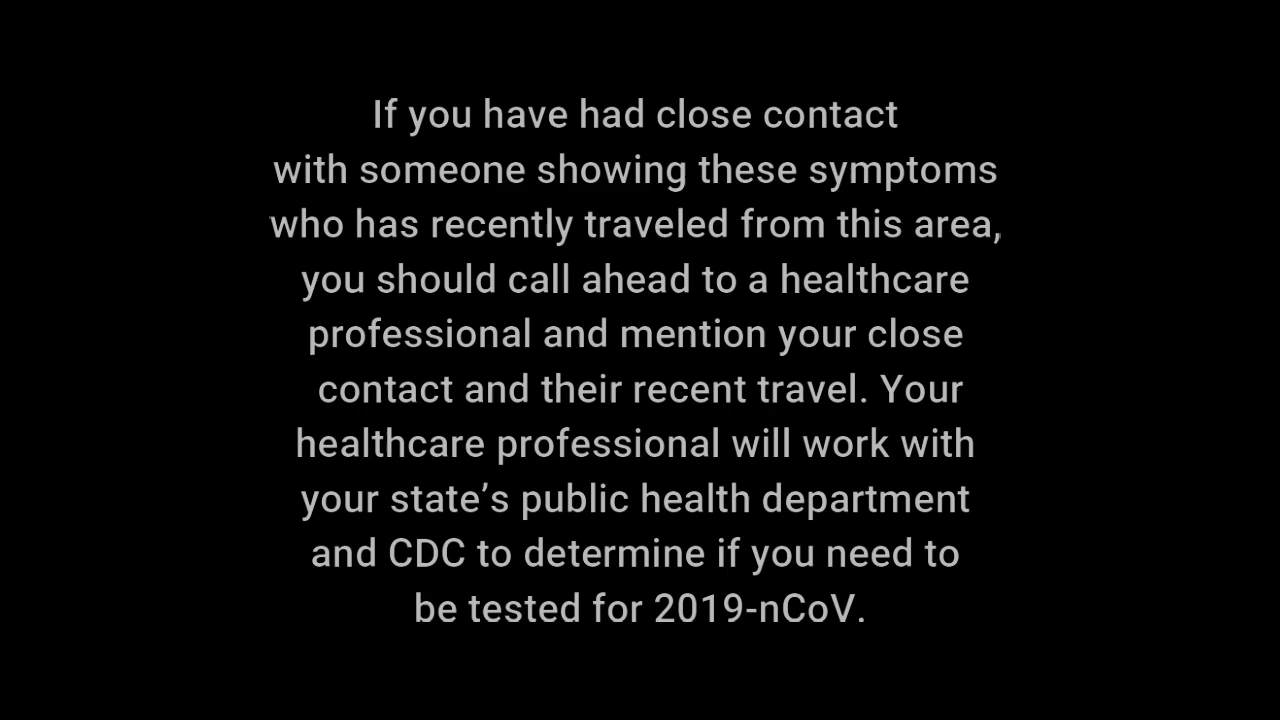 If you have had close contact
with someone showing these symptoms
who has recently traveled from this area,
you should call ahead to a healthcare
professional and mention your close
contact and their recent travel. Your
healthcare professional will work with
your state’s public health department
and CDC to determine if you need to
be tested for 2019-nCoV.